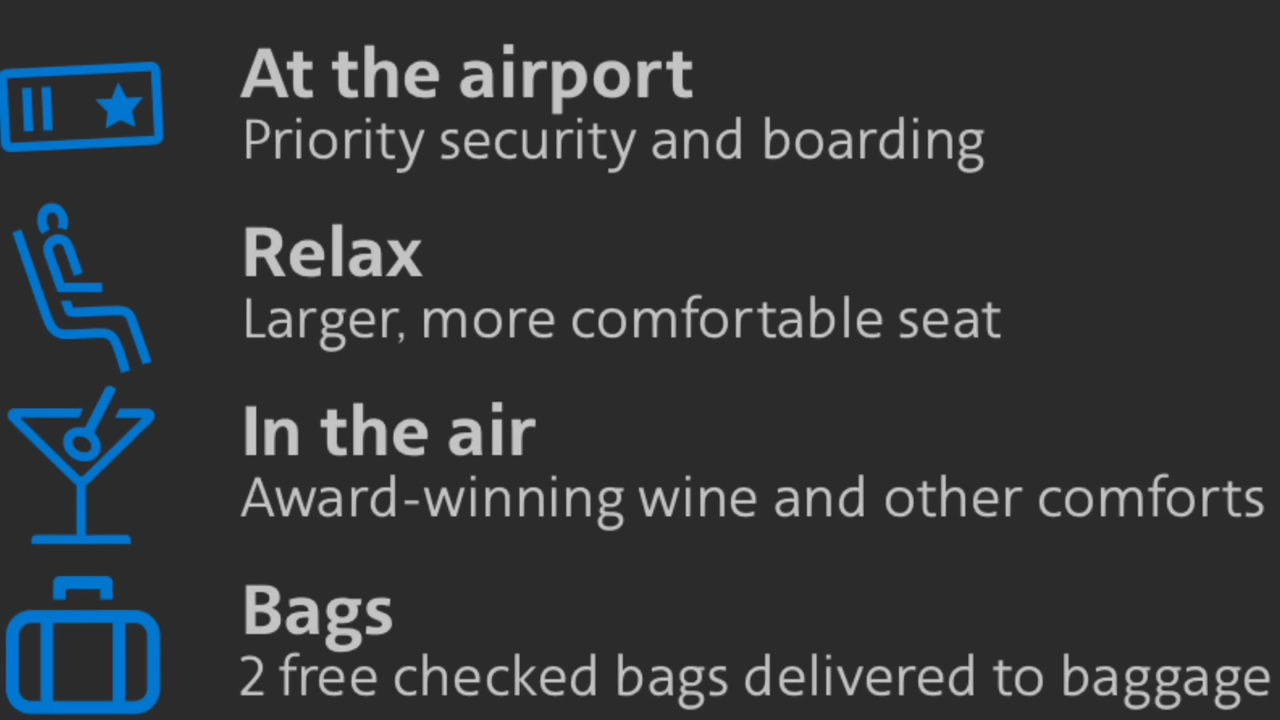 At the airport
Priority security and boarding
Relax
Larger, more comfortable seat
In the air
Award-winning wine and other comforts
Bags
2 free checked bags delivered to baggage